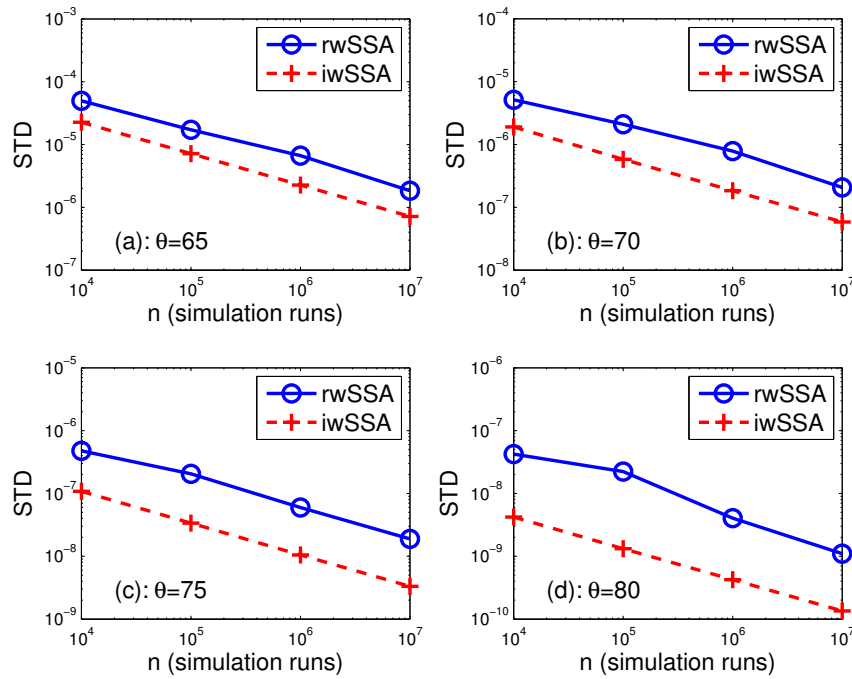 10^-3
10^-4
10^-5
10^-6
10^-7
STD
rwSSA
iwSSA
(a): θ=65
10^4 10^5 10^6 10^7
n (simulation runs)
10^-4
10^-5
10^-6
10^-7
10^-8
STD
rwSSA
iwSSA
(b): θ=70
10^4 10^5 10^6 10^7
n (simulation runs)
10^-5
10^-6
10^-7
10^-8
10^-9
STD
rwSSA
iwSSA
(c): θ=75
10^4 10^5 10^6 10^7
n (simulation runs)
10^-6
10^-7
10^-8
10^-9
10^-10
STD
rwSSA
iwSSA
(d): θ=80
10^4 10^5 10^6 10^7
n (simulation runs)